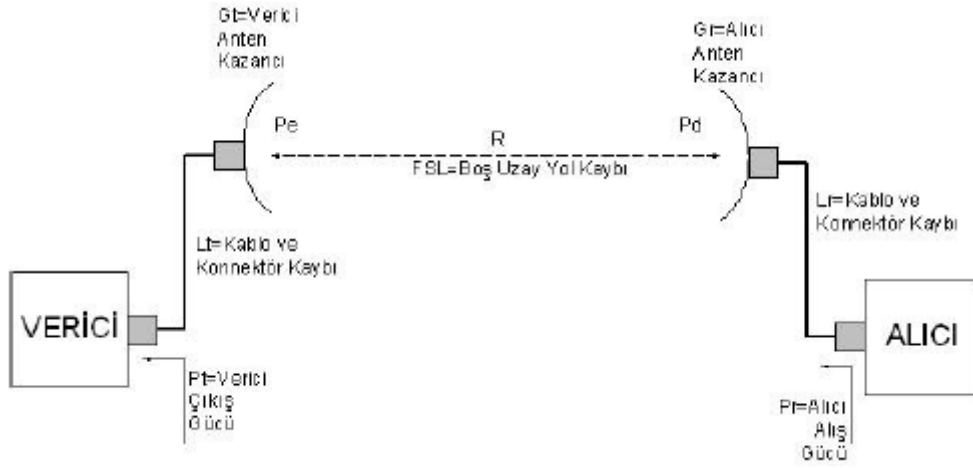 Gt=Verici
Anten
Kazancı
Gr=Alıcı
Anten
Kazancı
Pe
R
Pd
FSL=Boş Uzay Yol Kaybı
Lt=Kablo ve
Konnektör Kaybı
Lr=Kablo ve
Konnektör Kaybı
VERİCİ
ALICI
Pt=Verici
Çıkış
Gücü
Pr=Alıcı
Alış
Gücü